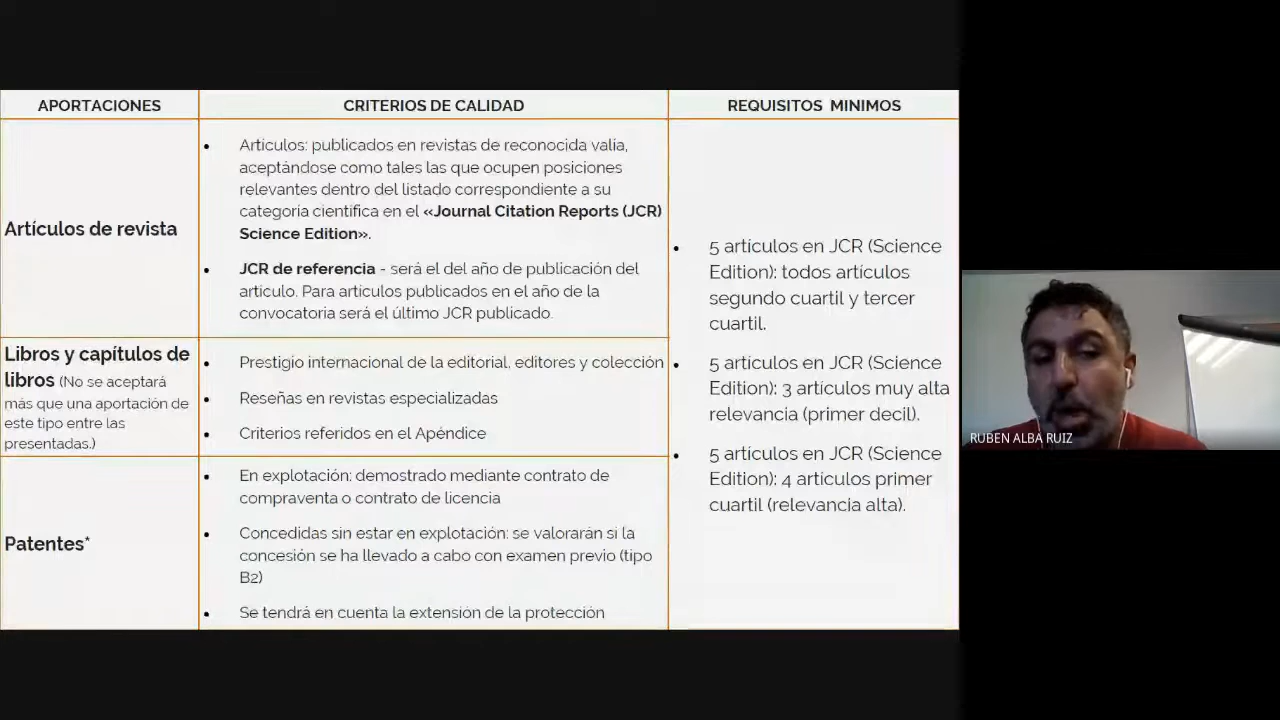 APORTACIONES
CRITERIOS DE CALIDAD
REQUISITOS MINIMOS
Artículos de revista
• Artículos: publicados en revistas de reconocida valía,
aceptándose como tales las que ocupen posiciones
relevantes dentro del listado correspondiente a su
categoría científica en el «Journal Citation Reports (JCR)
Science Edition».
• JCR de referencia - será el del año de publicación del
artículo. Para artículos publicados en el año de la
convocatoria será el último JCR publicado.
Libros y capítulos de
libros (No se aceptará
más que una aportación de
este tipo entre las
presentadas.)
• Prestigio internacional de la editorial, editores y colección
• Reseñas en revistas especializadas
• Criterios referidos en el Apéndice
Patentes*
• En explotación: demostrado mediante contrato de
compraventa o contrato de licencia
• Concedidas sin estar en explotación: se valorarán si la
concesión se ha llevado a cabo con examen previo (tipo
B2)
• Se tendrá en cuenta la extensión de la protección
• 5 artículos en JCR (Science
Edition): todos artículos
segundo cuartil y tercer
cuartil.
• 5 artículos en JCR (Science
Edition): 3 artículos muy alta
relevancia (primer decil).
• 5 artículos en JCR (Science
Edition): 4 artículos primer
cuartil (relevancia alta).
RUBEN ALBA RUIZ